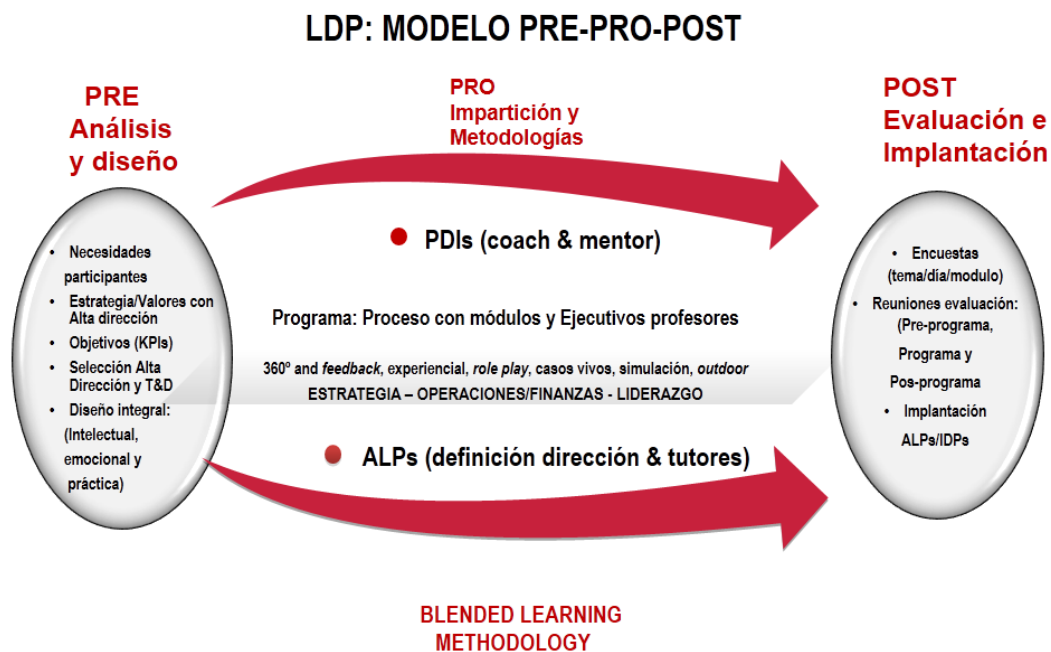 LDP: MODELO PRE-PRO-POST
PRE
Análisis
y diseño
PRO
Impartición y
Metodologías
POST
Evaluación e
Implantación
• Necesidades
participantes
• Estrategia/Valores con
Alta dirección
• Objetivos (KPIs)
• Selección Alta
Dirección y T&D
• Diseño integral:
(Intelectual,
emocional y
práctica)
• PDIs (coach & mentor)
Programa: Proceso con módulos y Ejecutivos profesores
360º and feedback, experiencial, role play, casos vivos, simulación, outdoor
ESTRATEGIA – OPERACIONES/FINANZAS - LIDERAZGO
• ALPs (definición dirección & tutores)
• Encuestas
(tema/día/modulo)
• Reuniones evaluación:
(Pre-programa,
Programa y
Pos-programa
• Implantación
ALPs/IDPs
BLENDED LEARNING
METHODOLOGY